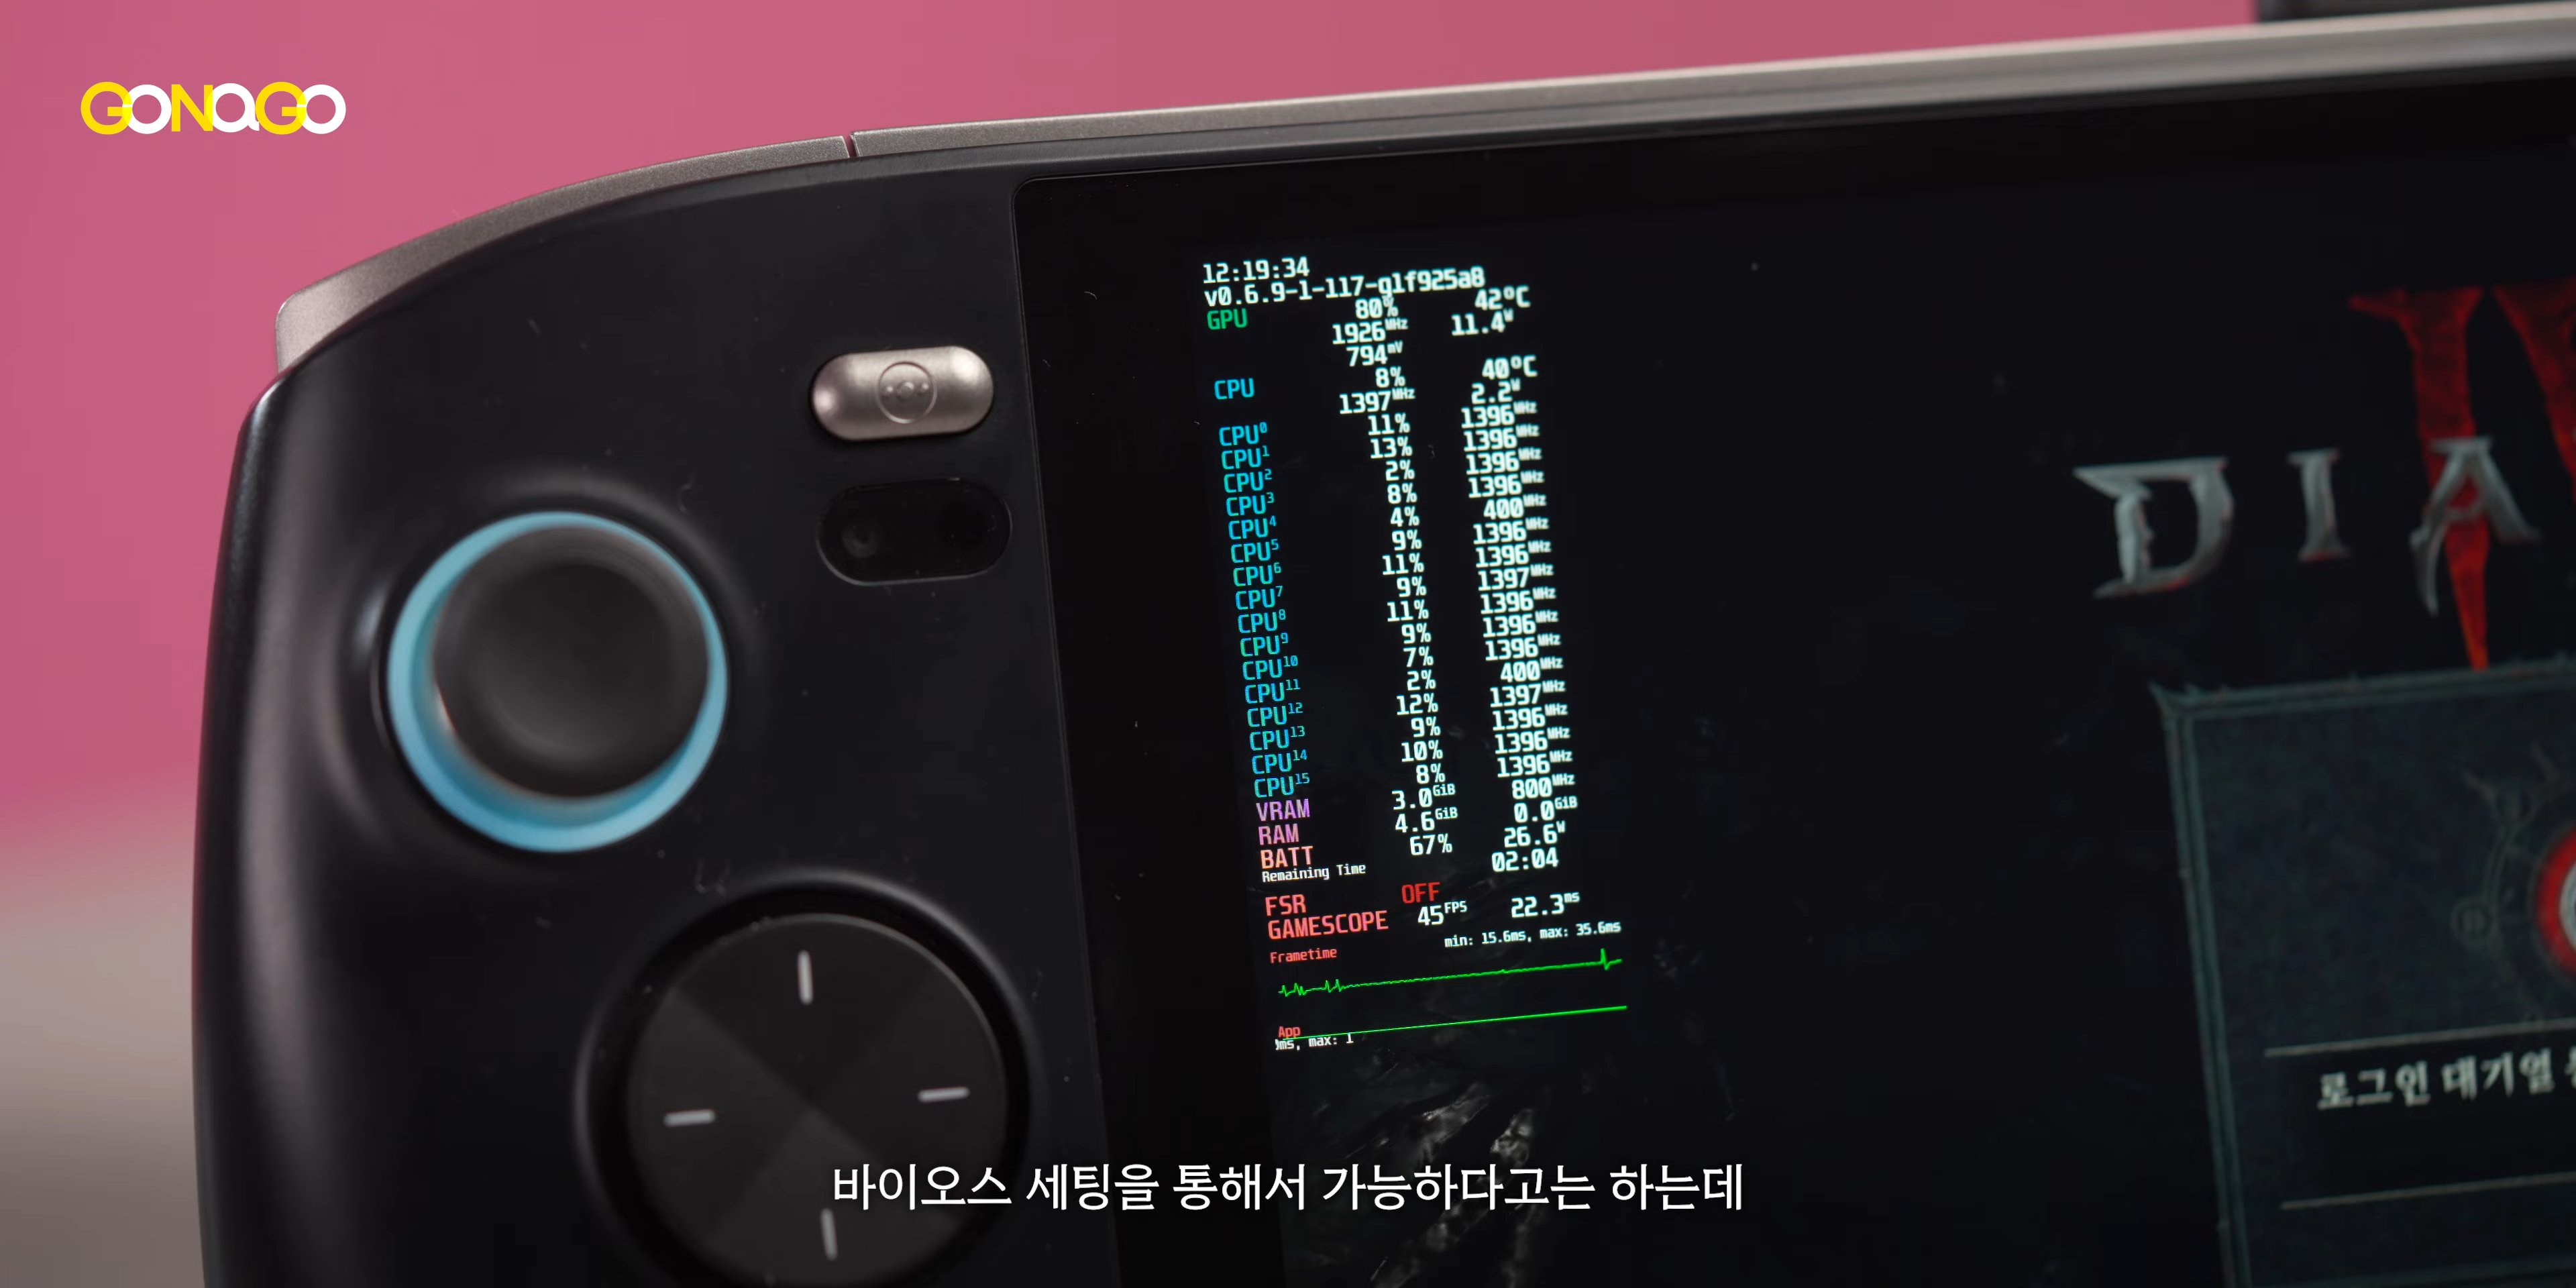 GONaGO
12:19:34
v0.6.9-1-117-g1f925a8
GPU 80% 42°C
1926MHz 11.4W
794mV
CPU 8% 40°C
1397MHz 2.2W
CPU0 11% 1396MHz
CPU1 13% 1396MHz
CPU2 2% 1396MHz
CPU3 8% 1396MHz
CPU4 4% 400MHz
CPU5 9% 1396MHz
CPU6 11% 1396MHz
CPU7 9% 1397MHz
CPU8 11% 1396MHz
CPU9 9% 1396MHz
CPU10 7% 1396MHz
CPU11 2% 400MHz
CPU12 12% 1397MHz
CPU13 9% 1396MHz
CPU14 10% 1396MHz
CPU15 8% 1396MHz
VRAM 3.0GiB 800MHz
RAM 4.6GiB 0.0GiB
BATT 67% 26.6W
Remaining Time 02:04
FSR OFF
GAMESCOPE 45FPS 22.3ms
Frametime min: 15.6ms, max: 35.6ms
App
ms, max: 1
IV
DIA
로그인 대기열
바이오스 세팅을 통해서 가능하다고는 하는데